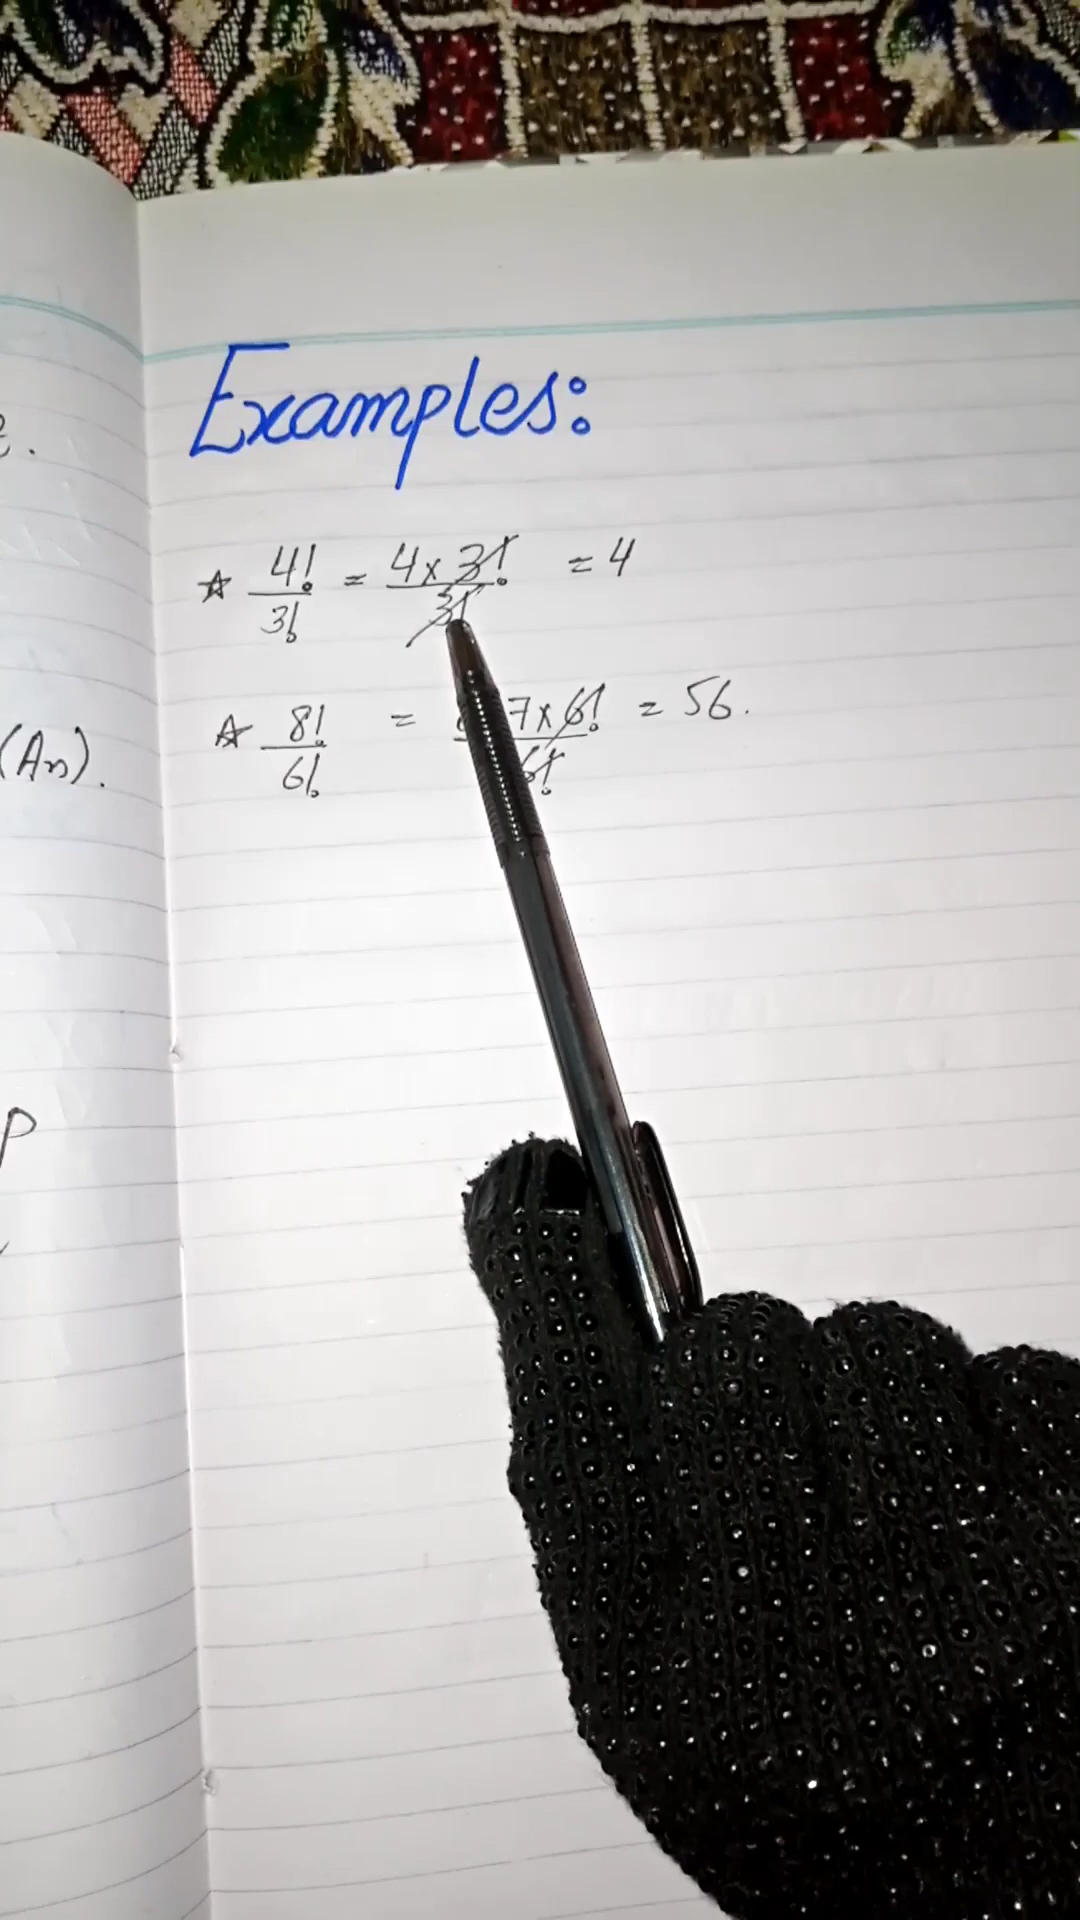 Examples:
☆ 4!/3! = 4 x 3!/3! = 4
☆ 8!/6! = 7 x 6!/6! = 56.
(An).
P